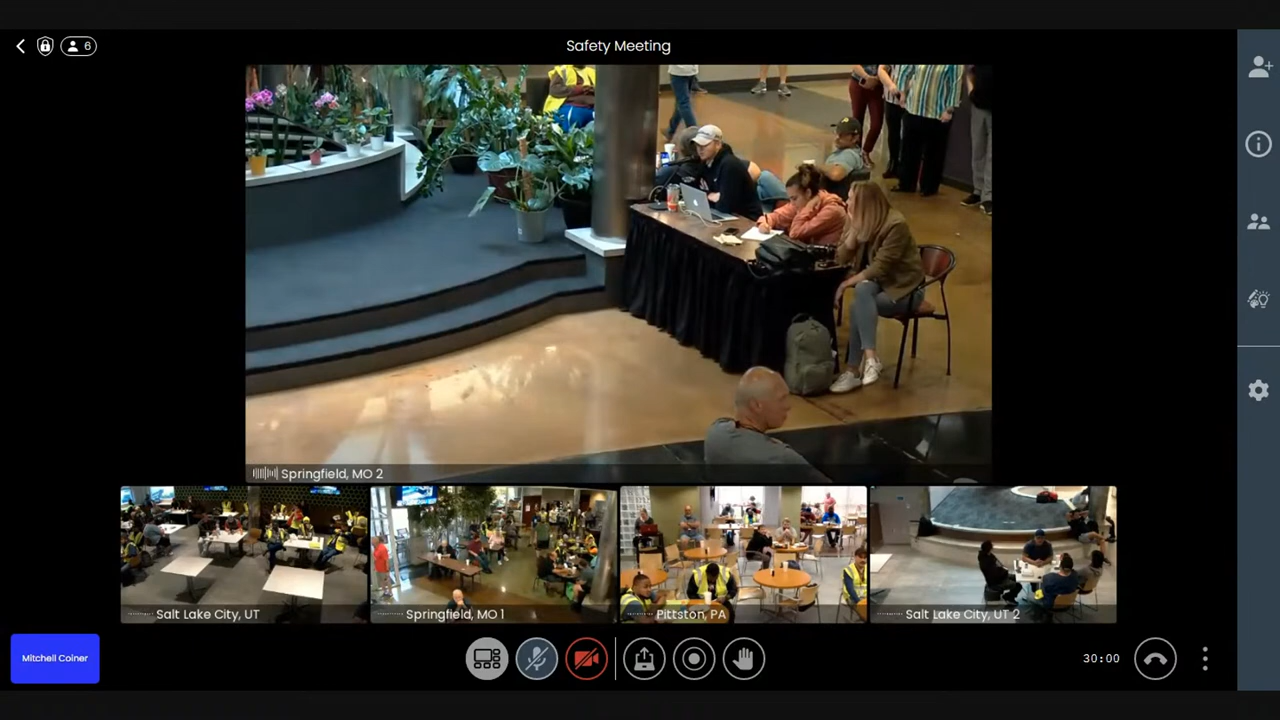 6
Safety Meeting
Springfield, MO 2
Salt Lake City, UT
Springfield, MO 1
Pittston, PA
Salt Lake City, UT 2
Mitchell Coiner
30:00